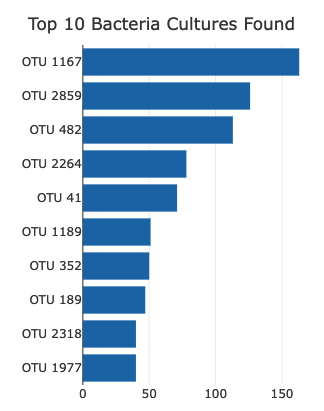 Top 10 Bacteria Cultures Found
OTU 1167
OTU 2859
OTU 482
OTU 2264
OTU 41
OTU 1189
OTU 352
OTU 189
OTU 2318
OTU 1977
0 50 100 150